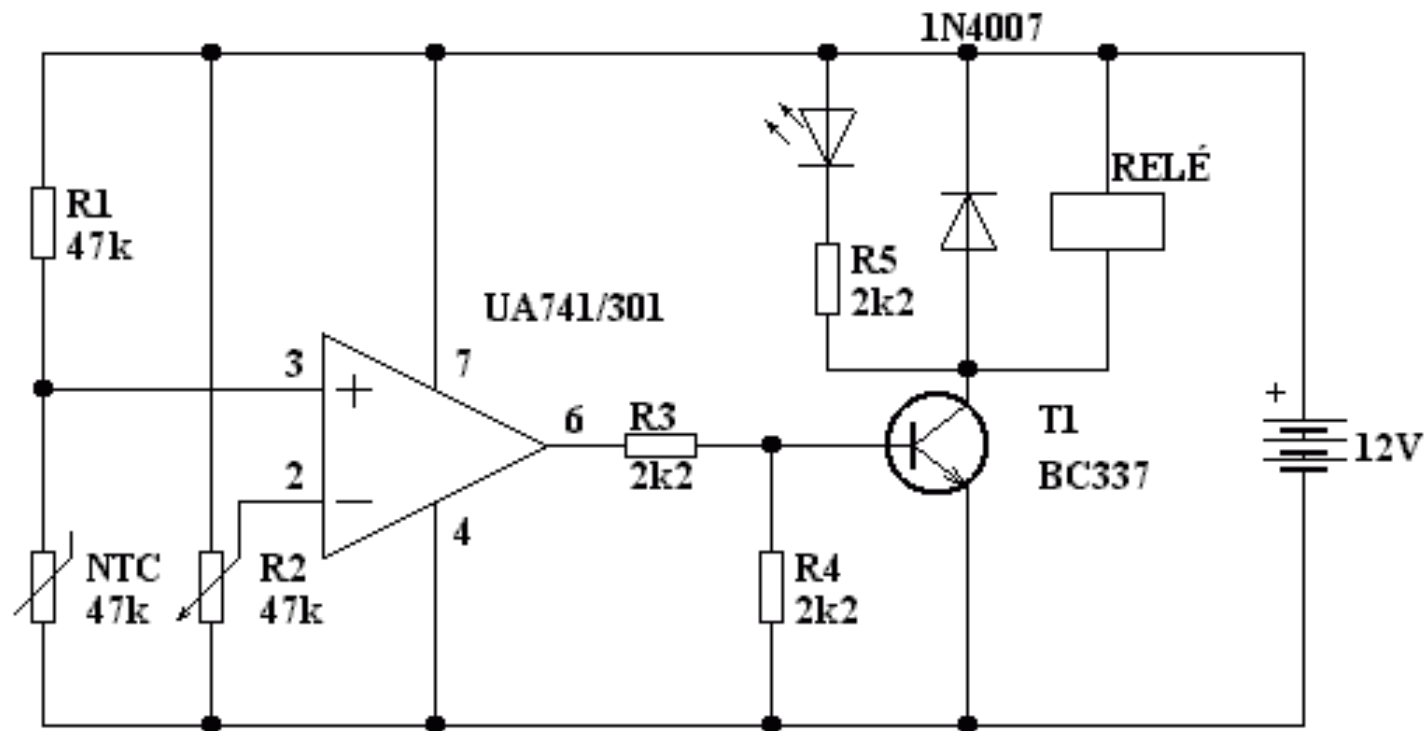 1N4007
RELÉ
R1
47k
R5
2k2
UA741/301
3
7
+
6
R3
2k2
T1
BC337
+
12V
2
−
4
NTC
47k
R2
47k
R4
2k2